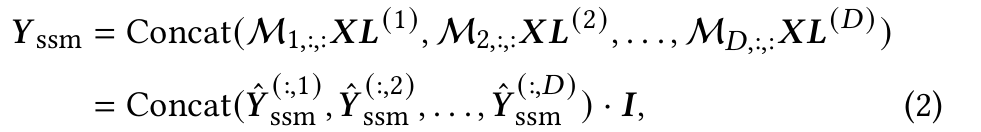 Y_ssm = Concat(ℳ_{1,:,:}XL^{(1)}, ℳ_{2,:,:}XL^{(2)}, . . . , ℳ_{D,:,:}XL^{(D)})
= Concat(Ŷ_ssm^{(:,1)}, Ŷ_ssm^{(:,2)}, . . . , Ŷ_ssm^{(:,D)}) · I, (2)